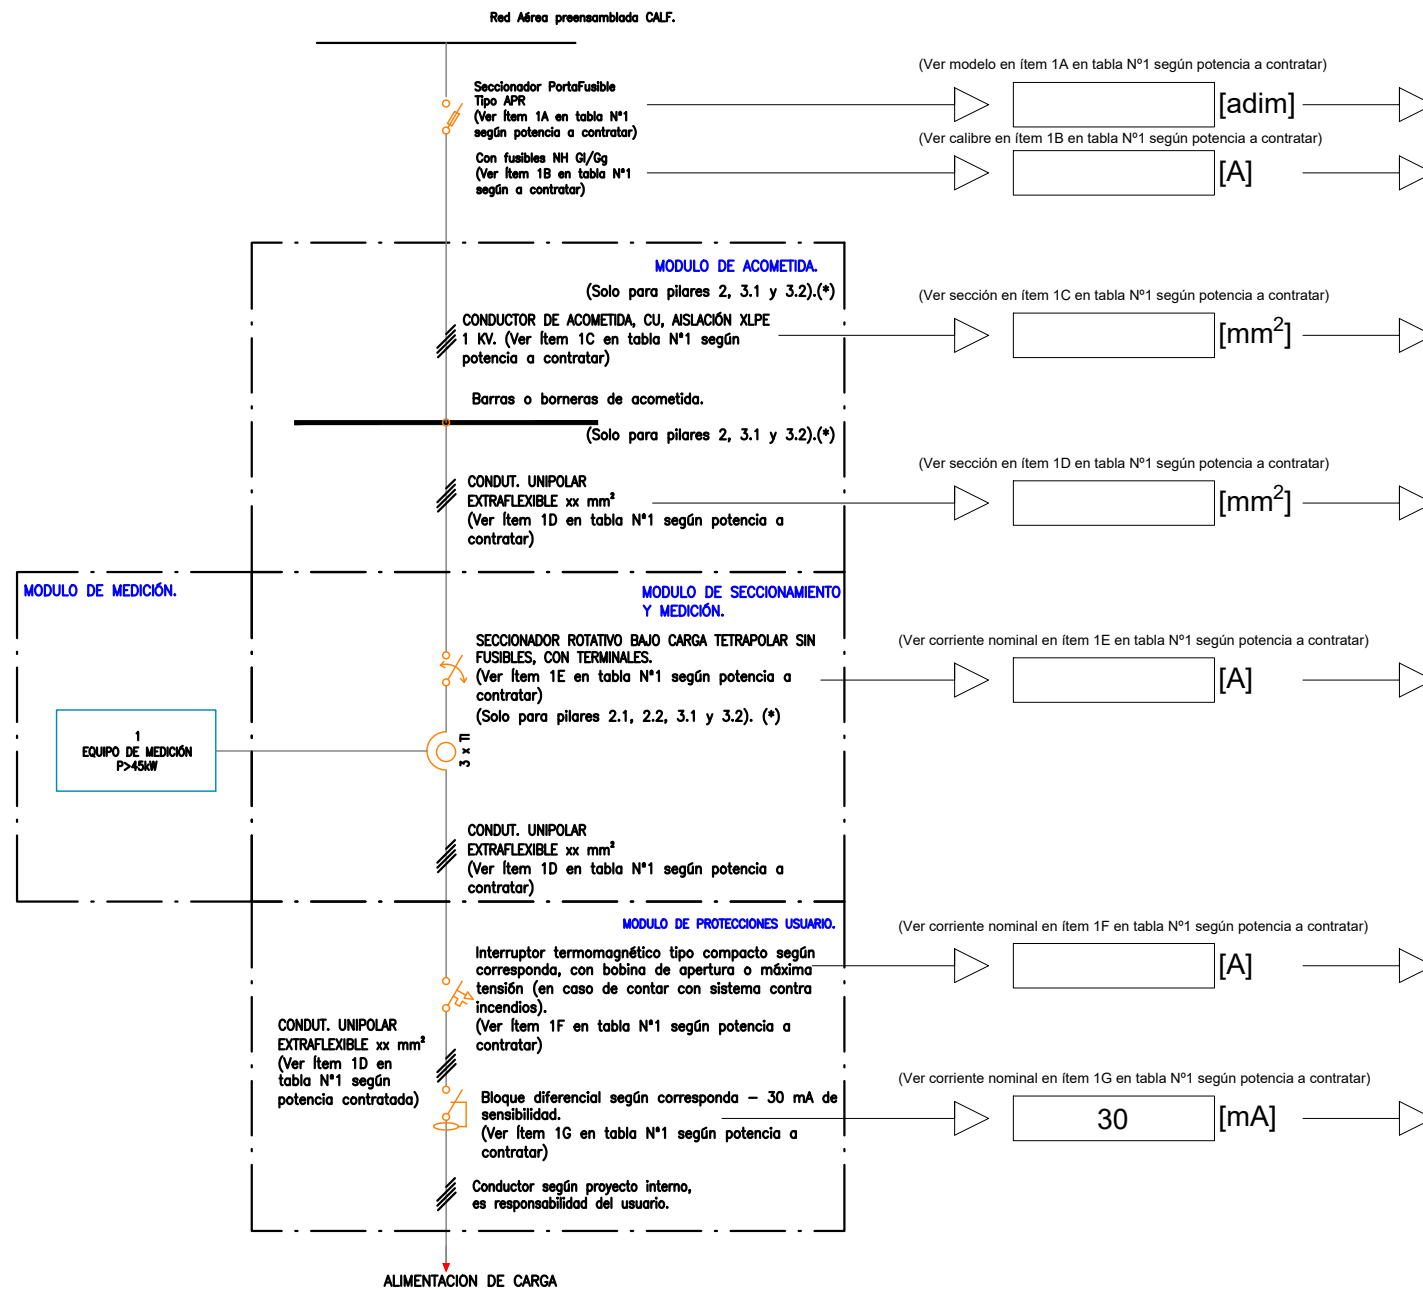 Red Aérea preensamblada CALF.
Seccionador PortaFusible
Tipo APR
(Ver Ítem 1A en tabla N°1
según potencia a contratar)
(Ver modelo en ítem 1A en tabla Nº1 según potencia a contratar)
[adim]
Con fusibles NH Gl/Gg
(Ver Ítem 1B en tabla N°1
según a contratar)
(Ver calibre en ítem 1B en tabla Nº1 según potencia a contratar)
[A]
MODULO DE ACOMETIDA.
(Solo para pilares 2, 3.1 y 3.2).(*)
CONDUCTOR DE ACOMETIDA, CU, AISLACIÓN XLPE
1 KV. (Ver Ítem 1C en tabla N°1 según
potencia a contratar)
(Ver sección en ítem 1C en tabla Nº1 según potencia a contratar)
[mm²]
Barras o borneras de acometida.
(Solo para pilares 2, 3.1 y 3.2).(*)
CONDUT. UNIPOLAR
EXTRAFLEXIBLE xx mm²
(Ver Ítem 1D en tabla N°1 según potencia a
contratar)
(Ver sección en ítem 1D en tabla Nº1 según potencia a contratar)
[mm²]
MODULO DE MEDICIÓN.
MODULO DE SECCIONAMIENTO
Y MEDICIÓN.
SECCIONADOR ROTATIVO BAJO CARGA TETRAPOLAR SIN
FUSIBLES, CON TERMINALES.
(Ver Ítem 1E en tabla N°1 según potencia a
contratar)
(Solo para pilares 2.1, 2.2, 3.1 y 3.2). (*)
(Ver corriente nominal en ítem 1E en tabla Nº1 según potencia a contratar)
[A]
1
EQUIPO DE MEDICIÓN
P>45kW
3 x TI
CONDUT. UNIPOLAR
EXTRAFLEXIBLE xx mm²
(Ver Ítem 1D en tabla N°1 según potencia a
contratar)
MODULO DE PROTECCIONES USUARIO.
Interruptor termomagnético tipo compacto según
corresponda, con bobina de apertura o máxima
tensión (en caso de contar con sistema contra
incendios).
(Ver Ítem 1F en tabla N°1 según potencia a
contratar)
(Ver corriente nominal en ítem 1F en tabla Nº1 según potencia a contratar)
[A]
CONDUT. UNIPOLAR
EXTRAFLEXIBLE xx mm²
(Ver Ítem 1D en
tabla N°1 según
potencia contratada)
Bloque diferencial según corresponda – 30 mA de
sensibilidad.
(Ver Ítem 1G en tabla N°1 según potencia a
contratar)
(Ver corriente nominal en ítem 1G en tabla Nº1 según potencia a contratar)
30
[mA]
Conductor según proyecto interno,
es responsabilidad del usuario.
ALIMENTACION DE CARGA